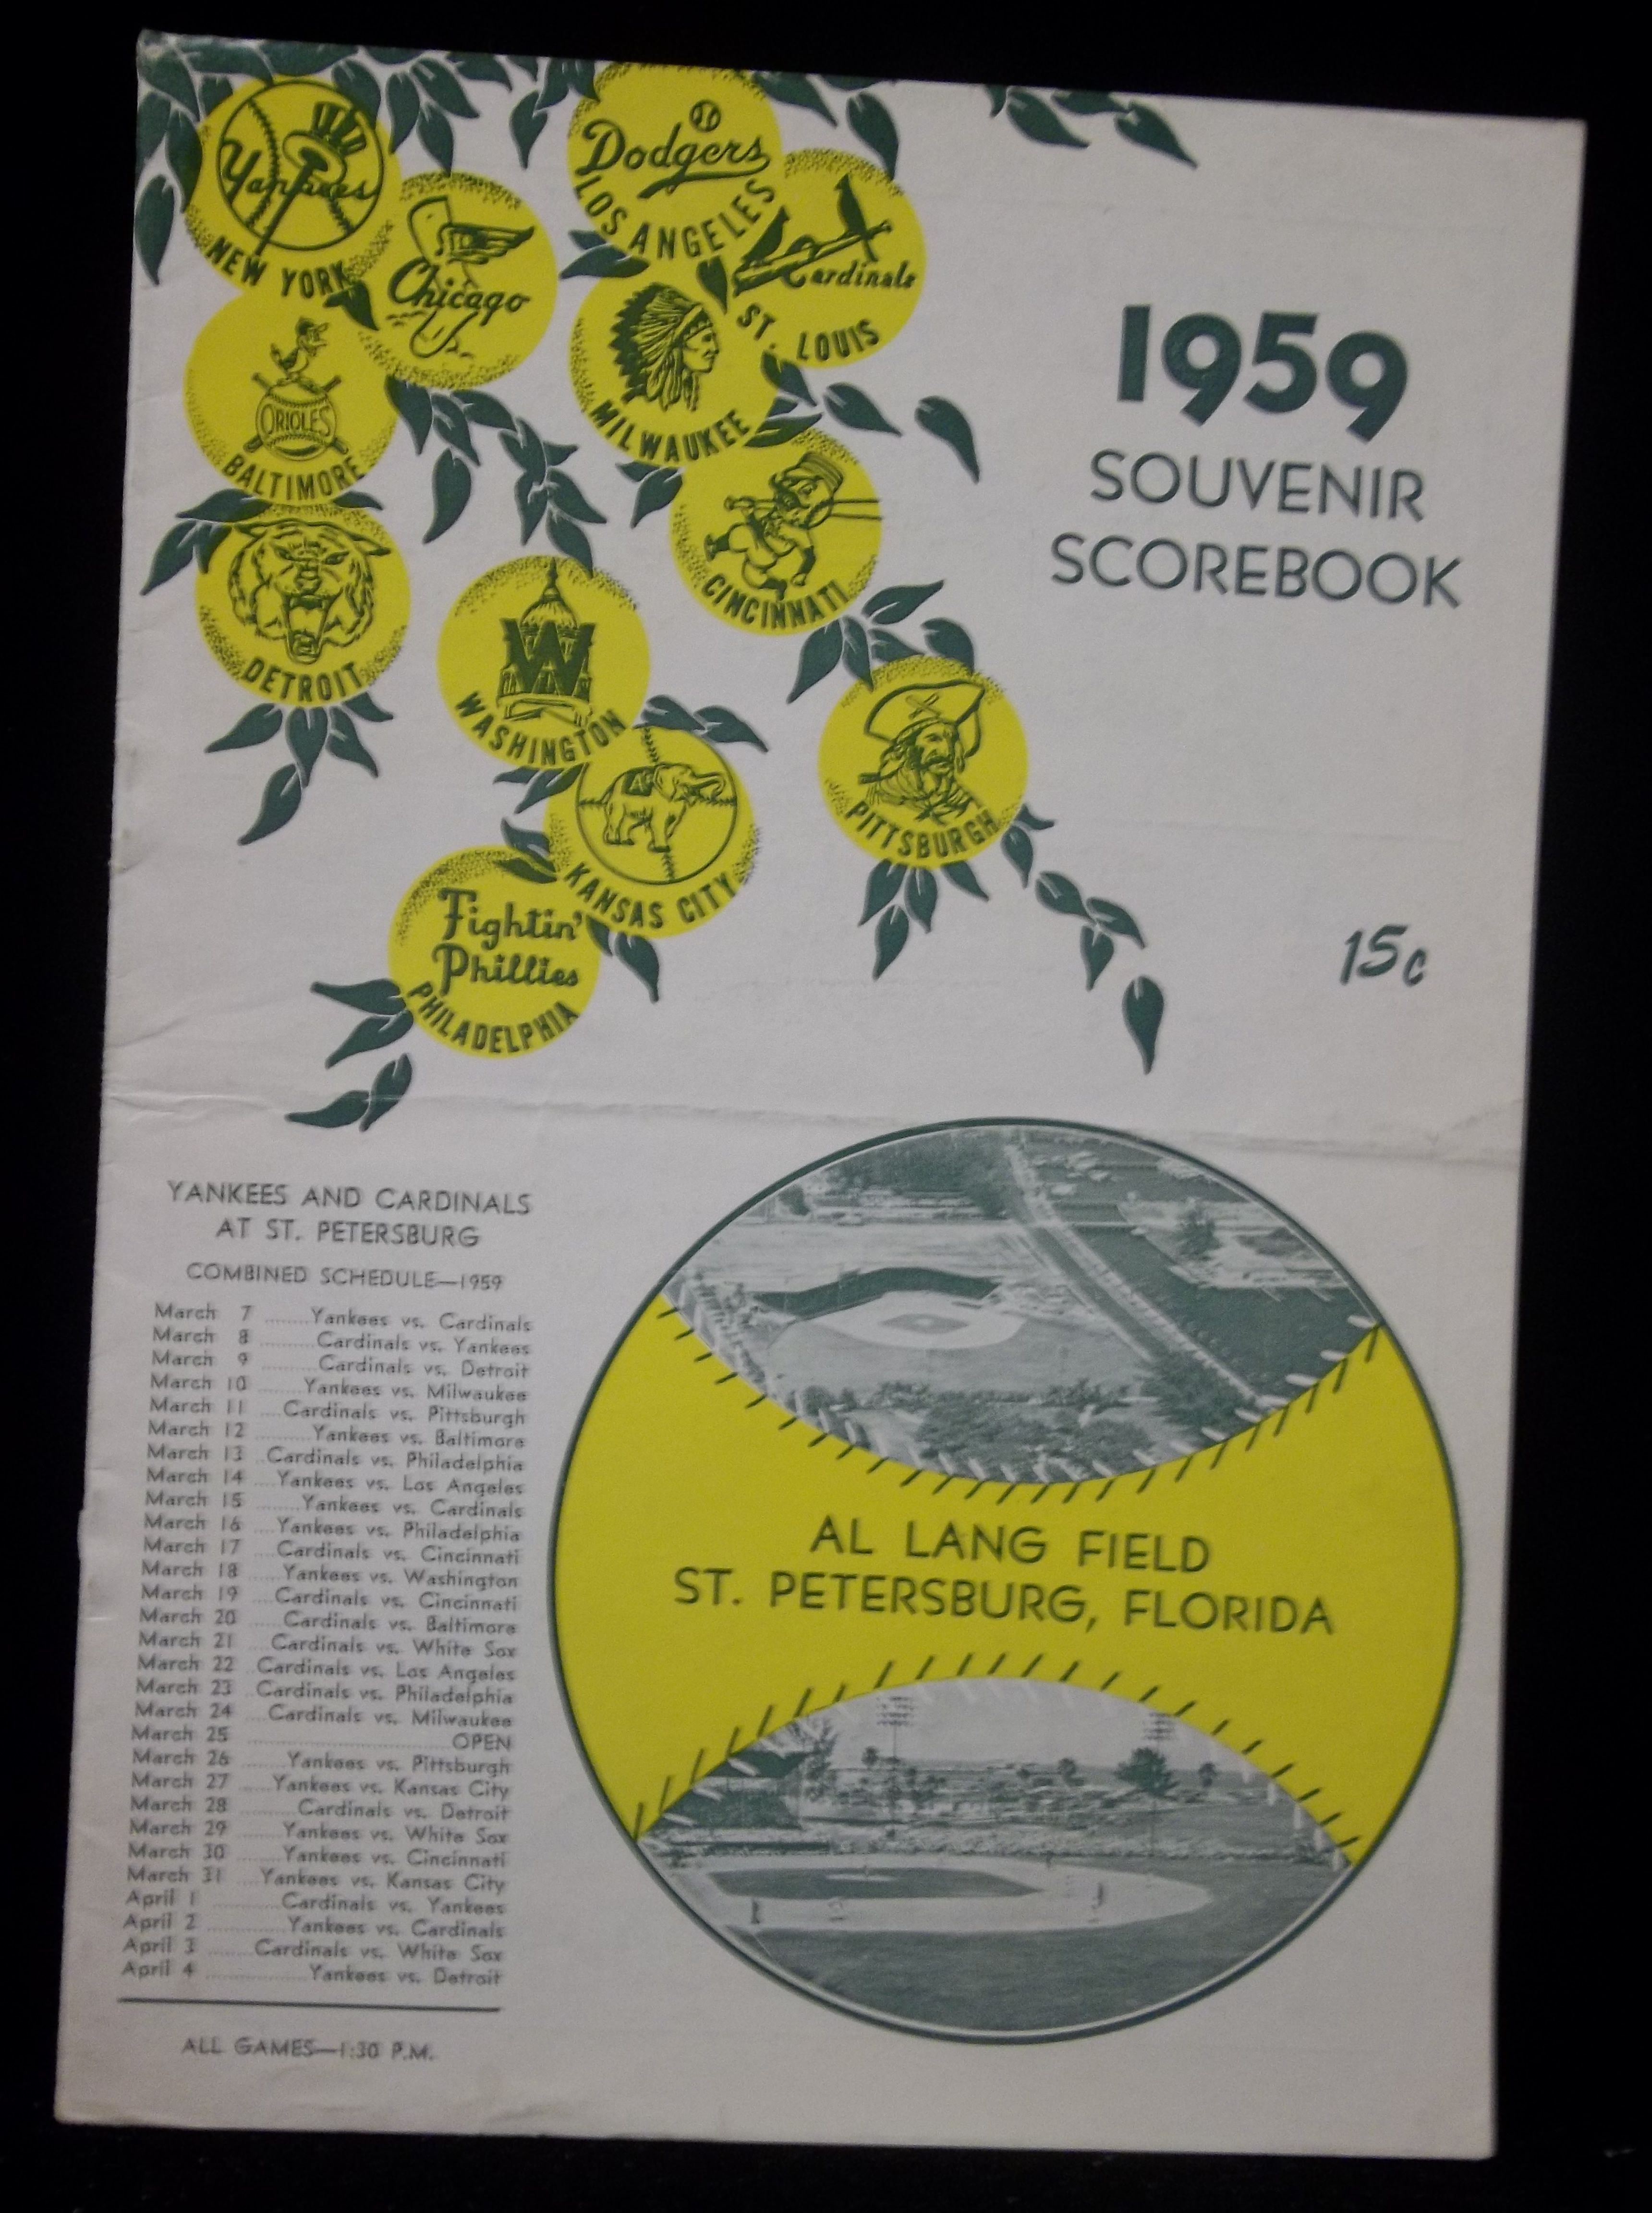 Yankees
NEW YORK
Chicago
Dodgers
LOS ANGELES
Cardinals
ST. LOUIS
ORIOLES
BALTIMORE
MILWAUKEE
CINCINNATI
DETROIT
W
WASHINGTON
KANSAS CITY
PITTSBURGH
Fightin'
Phillies
PHILADELPHIA
1959
SOUVENIR
SCOREBOOK
15c
YANKEES AND CARDINALS
AT ST. PETERSBURG
COMBINED SCHEDULE—1959
March 7 ........Yankees vs. Cardinals
March 8 ..........Cardinals vs. Yankees
March 9 ..........Cardinals vs. Detroit
March 10 ........Yankees vs. Milwaukee
March 11 ....Cardinals vs. Pittsburgh
March 12 ..........Yankees vs. Baltimore
March 13 Cardinals vs. Philadelphia
March 14 ....Yankees vs. Los Angeles
March 15 ........Yankees vs. Cardinals
March 16 ....Yankees vs. Philadelphia
March 17 ....Cardinals vs. Cincinnati
March 18 ....Yankees vs. Washington
March 19 ....Cardinals vs. Cincinnati
March 20 ......Cardinals vs. Baltimore
March 21 ....Cardinals vs. White Sox
March 22 ..Cardinals vs. Los Angeles
March 23 ..Cardinals vs. Philadelphia
March 24 ....Cardinals vs. Milwaukee
March 25 ........................................OPEN
March 26 ........Yankees vs. Pittsburgh
March 27 ......Yankees vs. Kansas City
March 28 ..........Cardinals vs. Detroit
March 29 ........Yankees vs. White Sox
March 30 ........Yankees vs. Cincinnati
March 31 ....Yankees vs. Kansas City
April 1 ............Cardinals vs. Yankees
April 2 ..............Yankees vs. Cardinals
April 3 ........Cardinals vs. White Sox
April 4 ..................Yankees vs. Detroit
ALL GAMES—1:30 P.M.
AL LANG FIELD
ST. PETERSBURG, FLORIDA